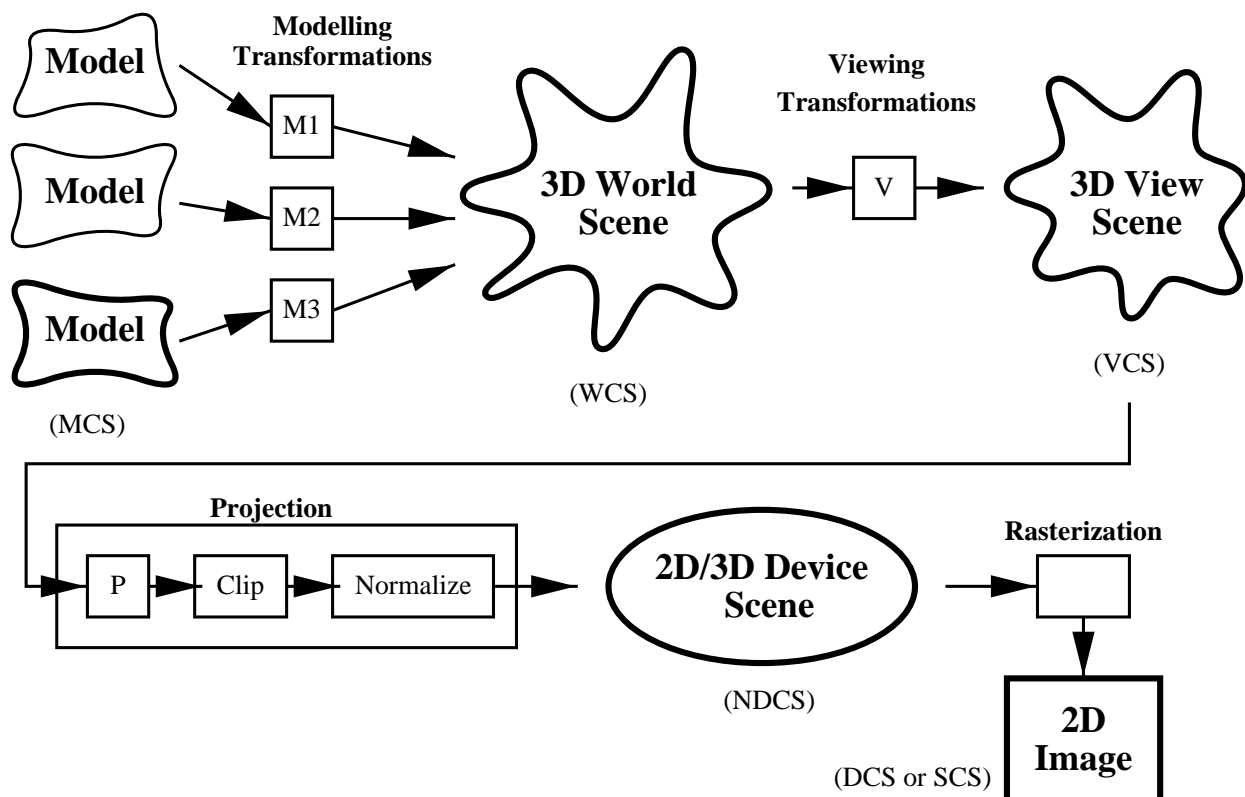 Model
Modelling
Transformations
M1
Model
M2
Model
M3
(MCS)
3D World
Scene
(WCS)
Viewing
Transformations
V
3D View
Scene
(VCS)
Projection
P
Clip
Normalize
2D/3D Device
Scene
(NDCS)
Rasterization
2D
Image
(DCS or SCS)